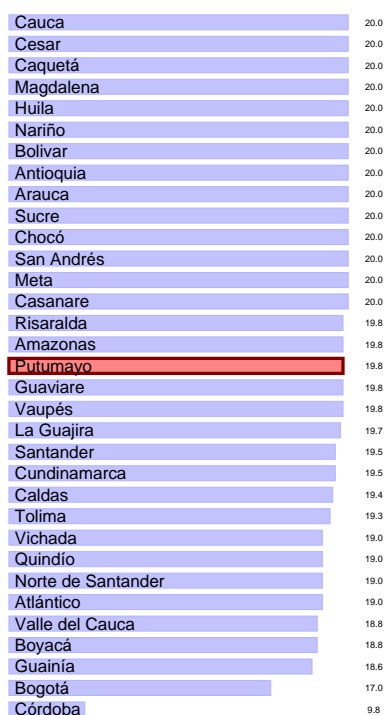 Cauca 20.0
Cesar 20.0
Caquetá 20.0
Magdalena 20.0
Huila 20.0
Nariño 20.0
Bolivar 20.0
Antioquia 20.0
Arauca 20.0
Sucre 20.0
Chocó 20.0
San Andrés 20.0
Meta 20.0
Casanare 20.0
Risaralda 19.8
Amazonas 19.8
Putumayo 19.8
Guaviare 19.8
Vaupés 19.8
La Guajira 19.7
Santander 19.5
Cundinamarca 19.5
Caldas 19.4
Tolima 19.3
Vichada 19.0
Quindío 19.0
Norte de Santander 19.0
Atlántico 19.0
Valle del Cauca 18.8
Boyacá 18.8
Guainía 18.6
Bogotá 17.0
Córdoba 9.8